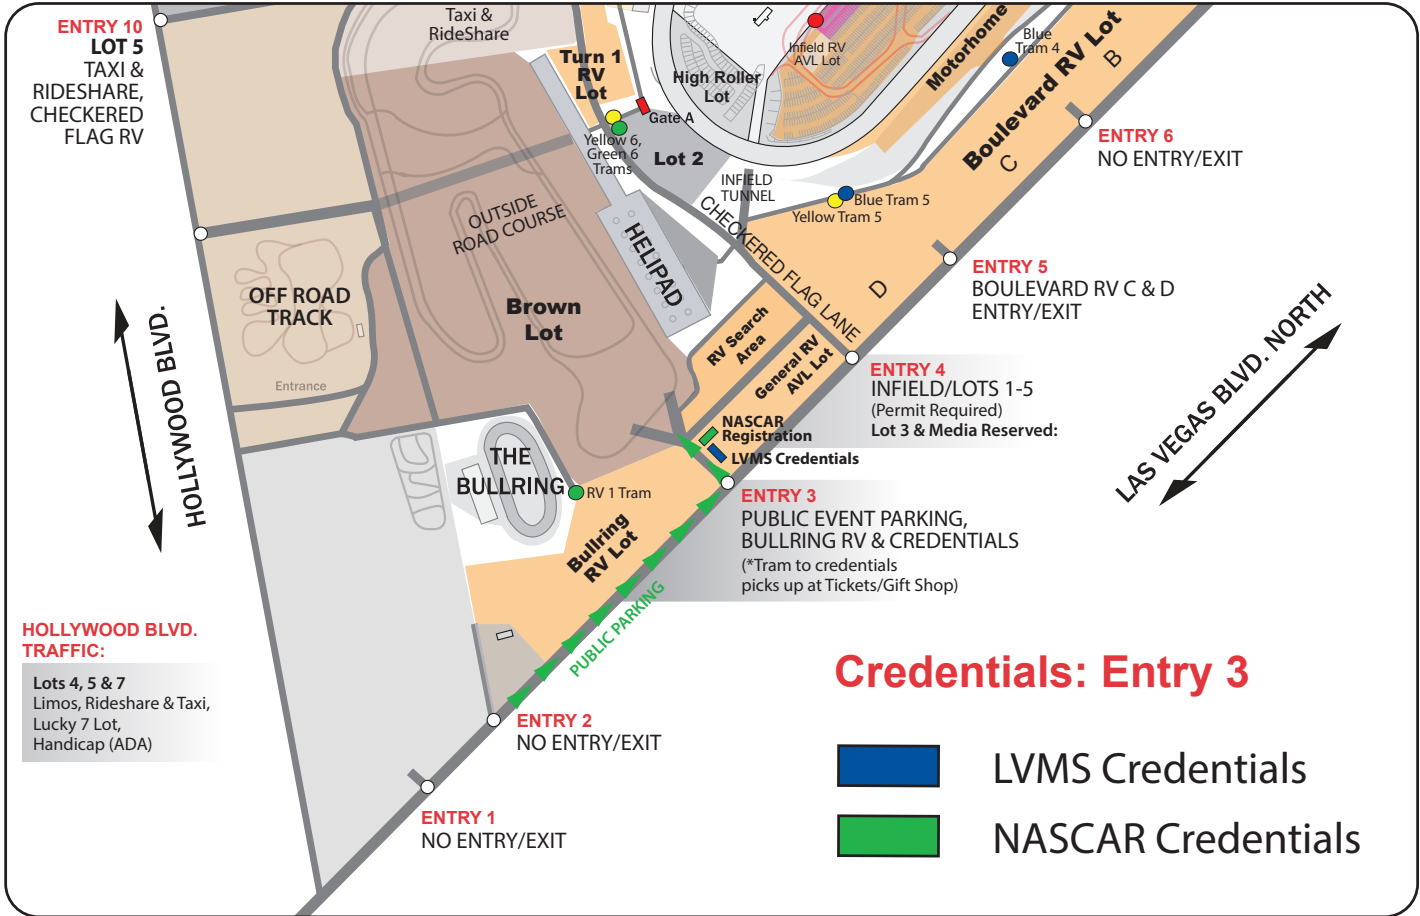 ENTRY 10
LOT 5
TAXI &
RIDESHARE,
CHECKERED
FLAG RV
Taxi &
RideShare
Turn 1
RV
Lot
High Roller
Lot
Infield RV
AVL Lot
Motorhome
Blue
Tram 4
Boulevard RV Lot
B
C
D
Gate A
Yellow 6,
Green 6
Trams
Lot 2
INFIELD
TUNNEL
Blue Tram 5
Yellow Tram 5
ENTRY 6
NO ENTRY/EXIT
OUTSIDE
ROAD COURSE
HELIPAD
CHECKERED FLAG LANE
ENTRY 5
BOULEVARD RV C & D
ENTRY/EXIT
OFF ROAD
TRACK
Entrance
Brown
Lot
RV Search
Area
General RV
AVL Lot
HOLLYWOOD BLVD.
LAS VEGAS BLVD. NORTH
ENTRY 4
INFIELD/LOTS 1-5
(Permit Required)
Lot 3 & Media Reserved:
NASCAR
Registration
LVMS Credentials
THE
BULLRING
RV 1 Tram
Bullring
RV Lot
ENTRY 3
PUBLIC EVENT PARKING,
BULLRING RV & CREDENTIALS
(*Tram to credentials
picks up at Tickets/Gift Shop)
PUBLIC PARKING
HOLLYWOOD BLVD.
TRAFFIC:
Lots 4, 5 & 7
Limos, Rideshare & Taxi,
Lucky 7 Lot,
Handicap (ADA)
ENTRY 2
NO ENTRY/EXIT
ENTRY 1
NO ENTRY/EXIT
Credentials: Entry 3
LVMS Credentials
NASCAR Credentials